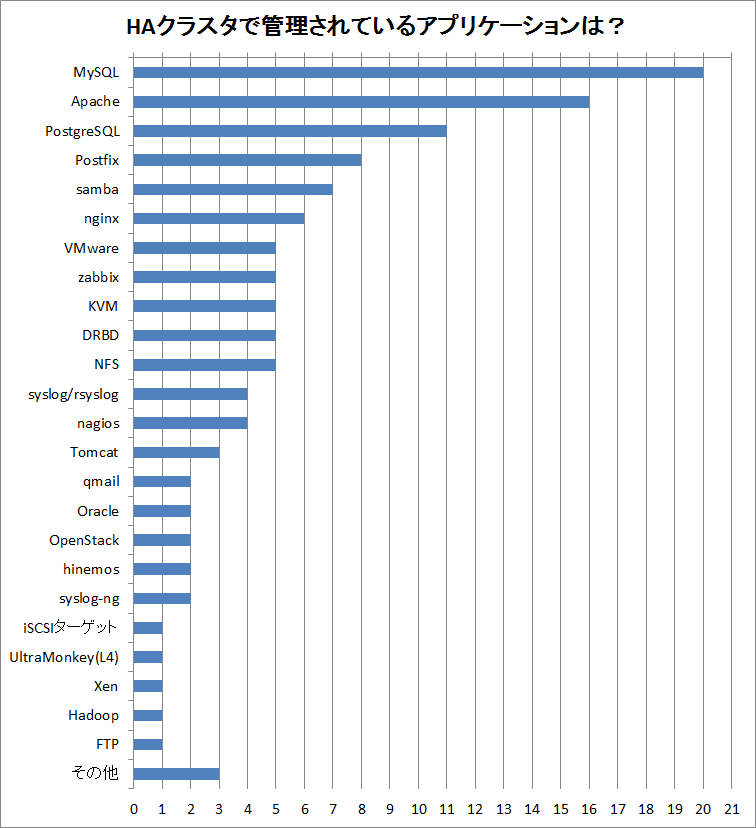 HAクラスタで管理されているアプリケーションは？
MySQL
Apache
PostgreSQL
Postfix
samba
nginx
VMware
zabbix
KVM
DRBD
NFS
syslog/rsyslog
nagios
Tomcat
qmail
Oracle
OpenStack
hinemos
syslog-ng
iSCSIターゲット
UltraMonkey(L4)
Xen
Hadoop
FTP
その他
0 1 2 3 4 5 6 7 8 9 10 11 12 13 14 15 16 17 18 19 20 21